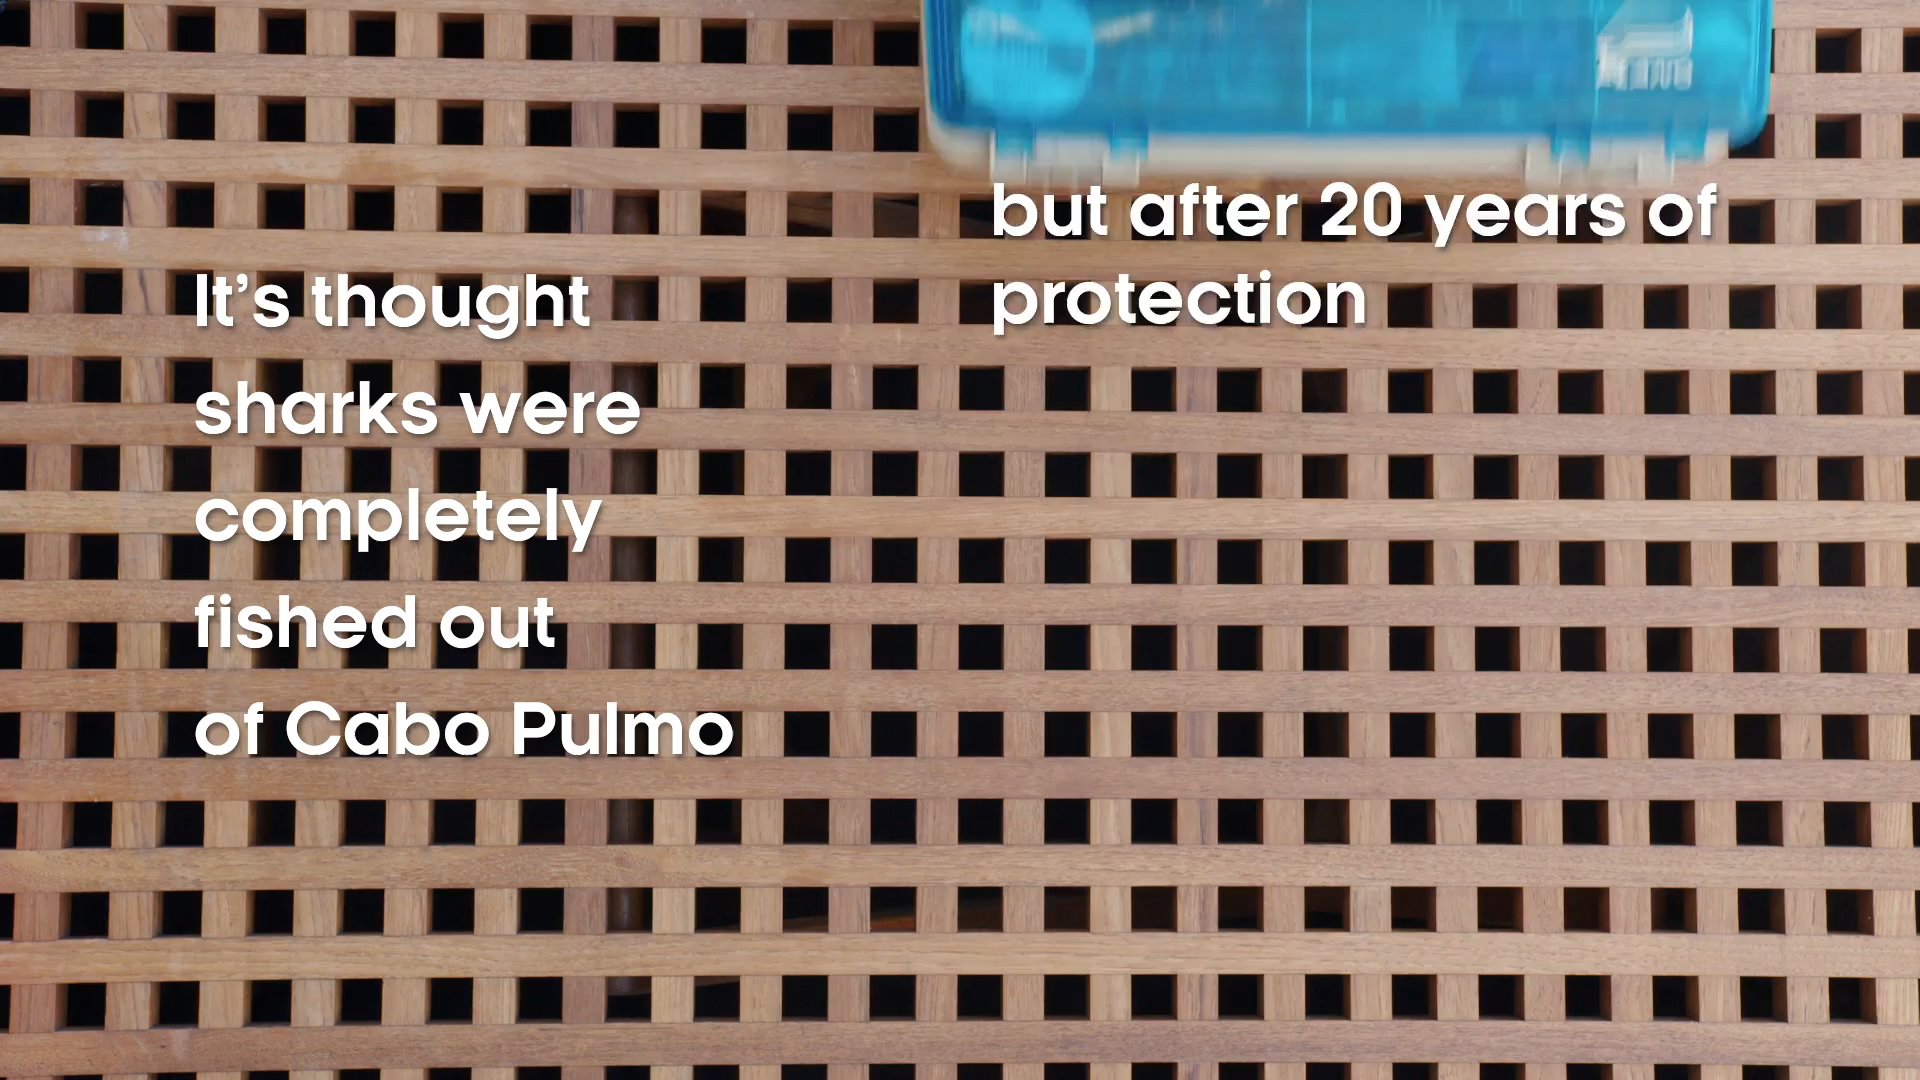 It’s thought
sharks were
completely
fished out
of Cabo Pulmo
but after 20 years of
protection